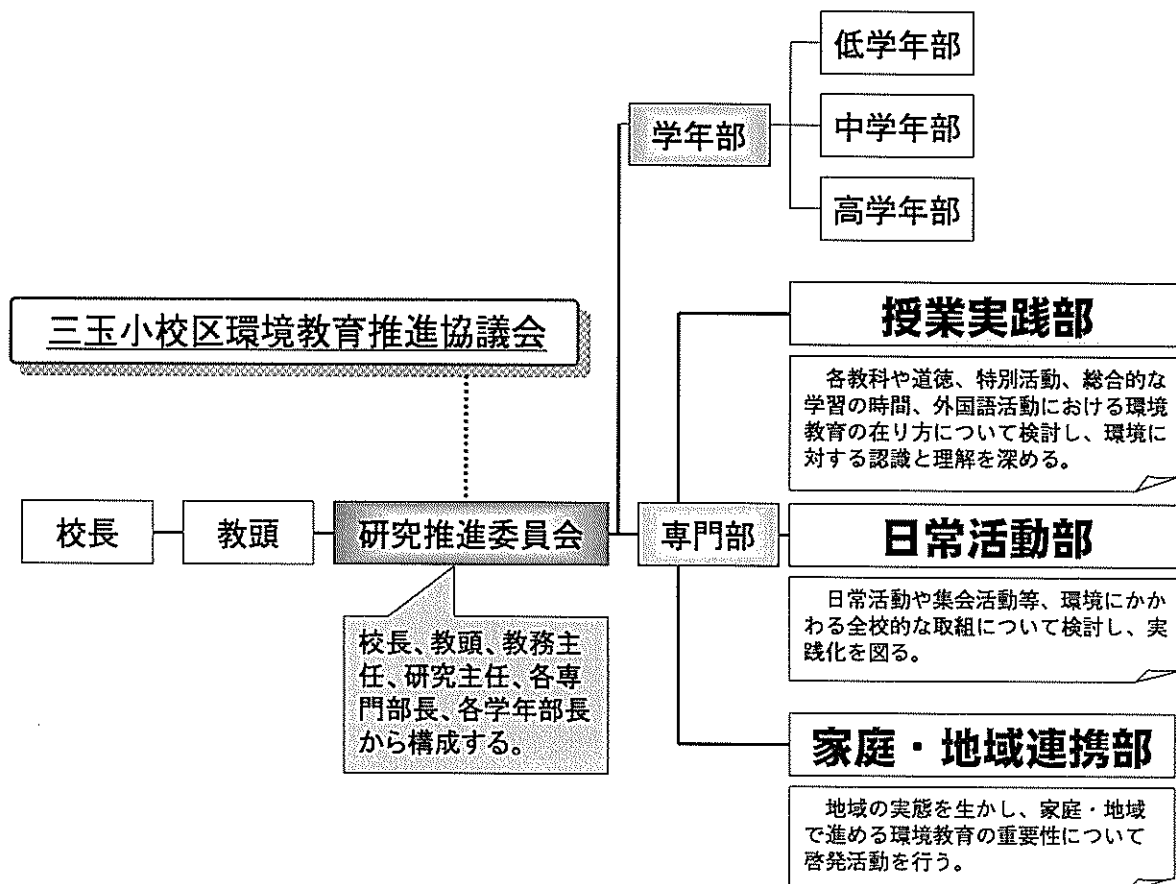 低学年部
学年部
中学年部
高学年部
三玉小校区環境教育推進協議会
授業実践部
各教科や道徳、特別活動、総合的な
学習の時間、外国語活動における環境
教育の在り方について検討し、環境に
対する認識と理解を深める。
校長
教頭
研究推進委員会
専門部
日常活動部
日常活動や集会活動等、環境にかか
わる全校的な取組について検討し、実
践化を図る。
校長、教頭、教務主
任、研究主任、各専
門部長、各学年部長
から構成する。
家庭・地域連携部
地域の実態を生かし、家庭・地域
で進める環境教育の重要性について
啓発活動を行う。